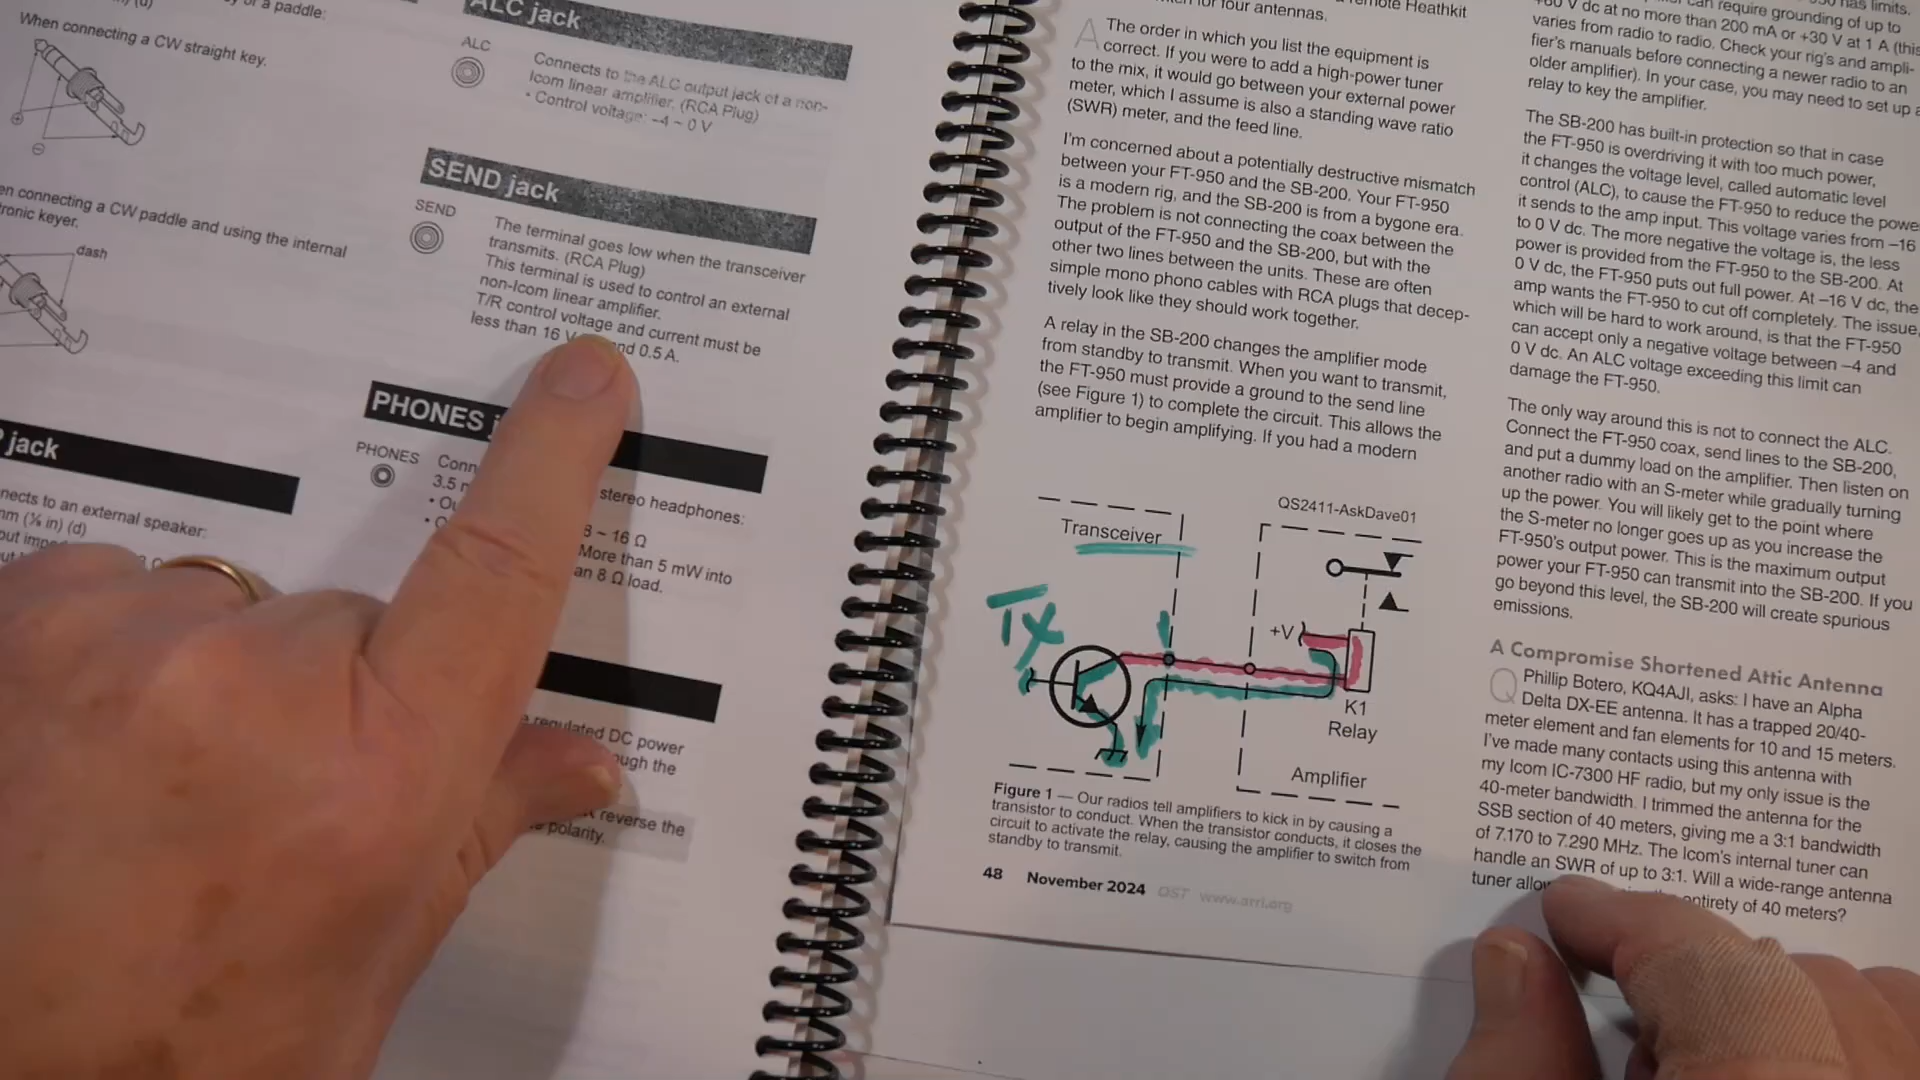 of a paddle:
When connecting a CW straight key.
connecting a CW paddle and using the internal
tronic keyer.
dash
jack
nects to an external speaker:
ALC jack
ALC
Connects to the ALC output jack of a non-
Icom linear amplifier. (RCA Plug)
• Control voltage: –4 ~ 0 V
SEND jack
SEND
The terminal goes low when the transceiver
transmits. (RCA Plug)
This terminal is used to control an external
non-Icom linear amplifier.
T/R control voltage and current must be
less than 16 V nd 0.5 A.
PHONES
PHONES
stereo headphones:
8 ~ 16 Ω
More than 5 mW into
an 8 Ω load.
regulated DC power
ough the
reverse the
polarity.
for four antennas.
Heathkit
A The order in which you list the equipment is
correct. If you were to add a high-power tuner
to the mix, it would go between your external power
meter, which I assume is also a standing wave ratio
(SWR) meter, and the feed line.
I'm concerned about a potentially destructive mismatch
between your FT-950 and the SB-200. Your FT-950
is a modern rig, and the SB-200 is from a bygone era.
The problem is not connecting the coax between the
output of the FT-950 and the SB-200, but with the
other two lines between the units. These are often
simple mono phono cables with RCA plugs that decep-
tively look like they should work together.
A relay in the SB-200 changes the amplifier mode
from standby to transmit. When you want to transmit,
the FT-950 must provide a ground to the send line
(see Figure 1) to complete the circuit. This allows the
amplifier to begin amplifying. If you had a modern
QS2411-AskDave01
Transceiver
TX
+V
K1
Relay
Amplifier
Figure 1 — Our radios tell amplifiers to kick in by causing a
transistor to conduct. When the transistor conducts, it closes the
circuit to activate the relay, causing the amplifier to switch from
standby to transmit.
48 November 2024 QST www.arrl.org
has limits.
can require grounding of up to
V dc at no more than 200 mA or +30 V at 1 A (this
varies from radio to radio. Check your rig's and ampli-
fier's manuals before connecting a newer radio to an
older amplifier). In your case, you may need to set up a
relay to key the amplifier.
The SB-200 has built-in protection so that in case
the FT-950 is overdriving it with too much power,
it changes the voltage level, called automatic level
control (ALC), to cause the FT-950 to reduce the power
it sends to the amp input. This voltage varies from –16
to 0 V dc. The more negative the voltage is, the less
power is provided from the FT-950 to the SB-200. At
0 V dc, the FT-950 puts out full power. At –16 V dc, the
amp wants the FT-950 to cut off completely. The issue,
which will be hard to work around, is that the FT-950
can accept only a negative voltage between –4 and
0 V dc. An ALC voltage exceeding this limit can
damage the FT-950.
The only way around this is not to connect the ALC.
Connect the FT-950 coax, send lines to the SB-200,
and put a dummy load on the amplifier. Then listen on
another radio with an S-meter while gradually turning
up the power. You will likely get to the point where
the S-meter no longer goes up as you increase the
FT-950's output power. This is the maximum output
power your FT-950 can transmit into the SB-200. If you
go beyond this level, the SB-200 will create spurious
emissions.
A Compromise Shortened Attic Antenna
Q Phillip Botero, KQ4AJI, asks: I have an Alpha
Delta DX-EE antenna. It has a trapped 20/40-
meter element and fan elements for 10 and 15 meters.
I've made many contacts using this antenna with
my Icom IC-7300 HF radio, but my only issue is the
40-meter bandwidth. I trimmed the antenna for the
SSB section of 40 meters, giving me a 3:1 bandwidth
of 7.170 to 7.290 MHz. The Icom's internal tuner can
handle an SWR of up to 3:1. Will a wide-range antenna
tuner allow entirety of 40 meters?